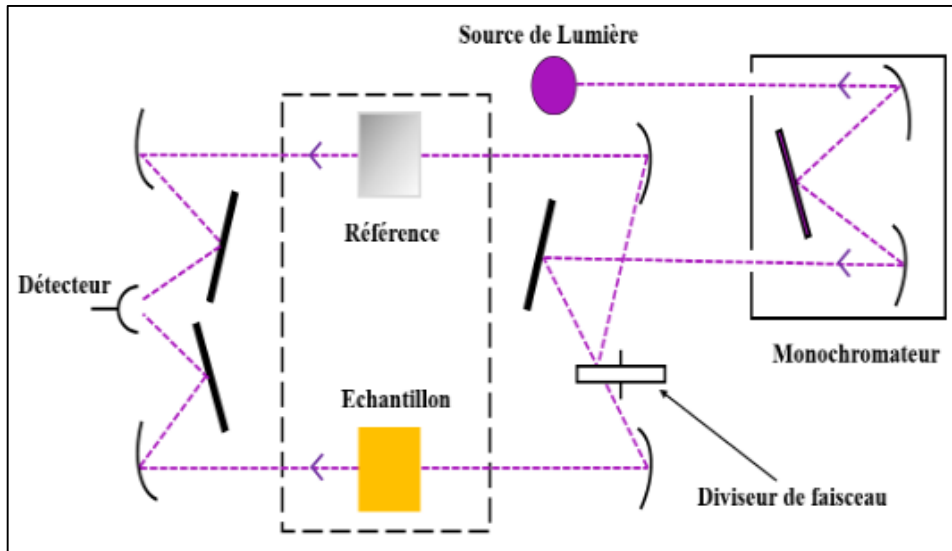 Source de Lumière
Référence
Détecteur
Monochromateur
Echantillon
Diviseur de faisceau